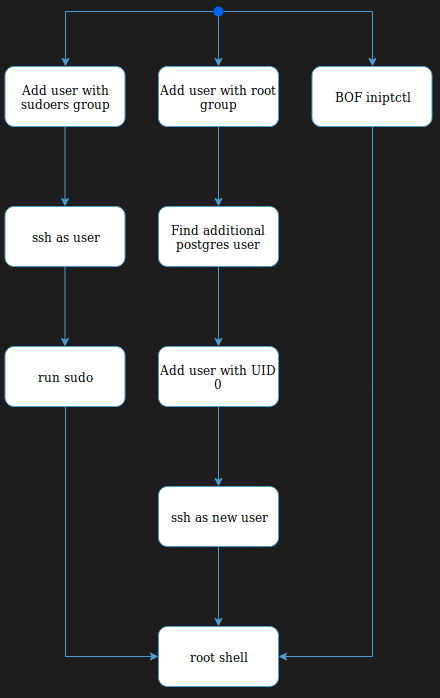 Add user with
sudoers group
Add user with root
group
BOF iniptctl
ssh as user
Find additional
postgres user
run sudo
Add user with UID
0
ssh as new user
root shell